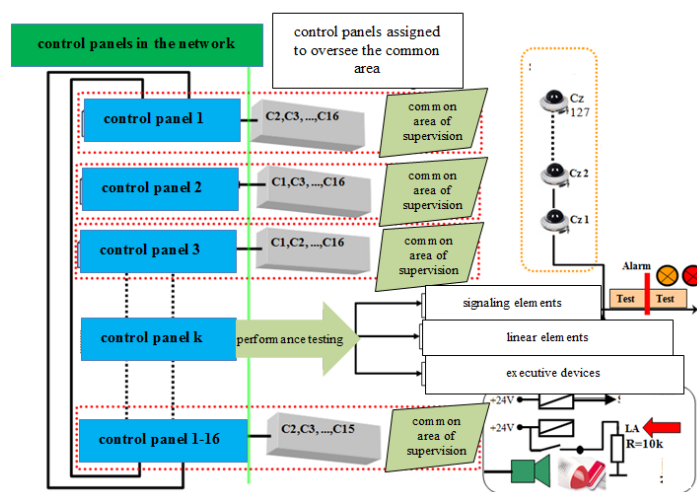 control panels in the network
control panels assigned
to oversee the common
area
control panel 1
C2,C3, ...,C16
common
area of
supervision
Cz
127
control panel 2
C1,C3, ...,C16
common
area of
supervision
Cz 2
Cz 1
control panel 3
C1,C2, ...,C16
common
area of
supervision
Alarm
Test
Test
control panel k
performance testing
signaling elements
linear elements
executive devices
+24V
+24V
LA
R=10k
control panel 1-16
C2,C3, ...,C15
common
area of
supervision